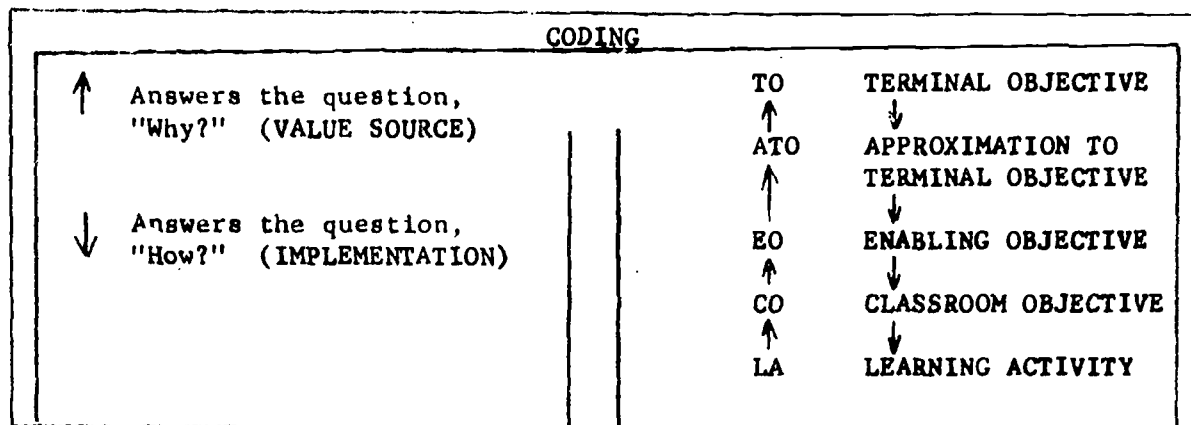 CODING
↑ Answers the question,
"Why?" (VALUE SOURCE)
↓ Answers the question,
"How?" (IMPLEMENTATION)
TO TERMINAL OBJECTIVE
↑ ↓
ATO APPROXIMATION TO
TERMINAL OBJECTIVE
↑ ↓
EO ENABLING OBJECTIVE
↑ ↓
CO CLASSROOM OBJECTIVE
↑ ↓
LA LEARNING ACTIVITY